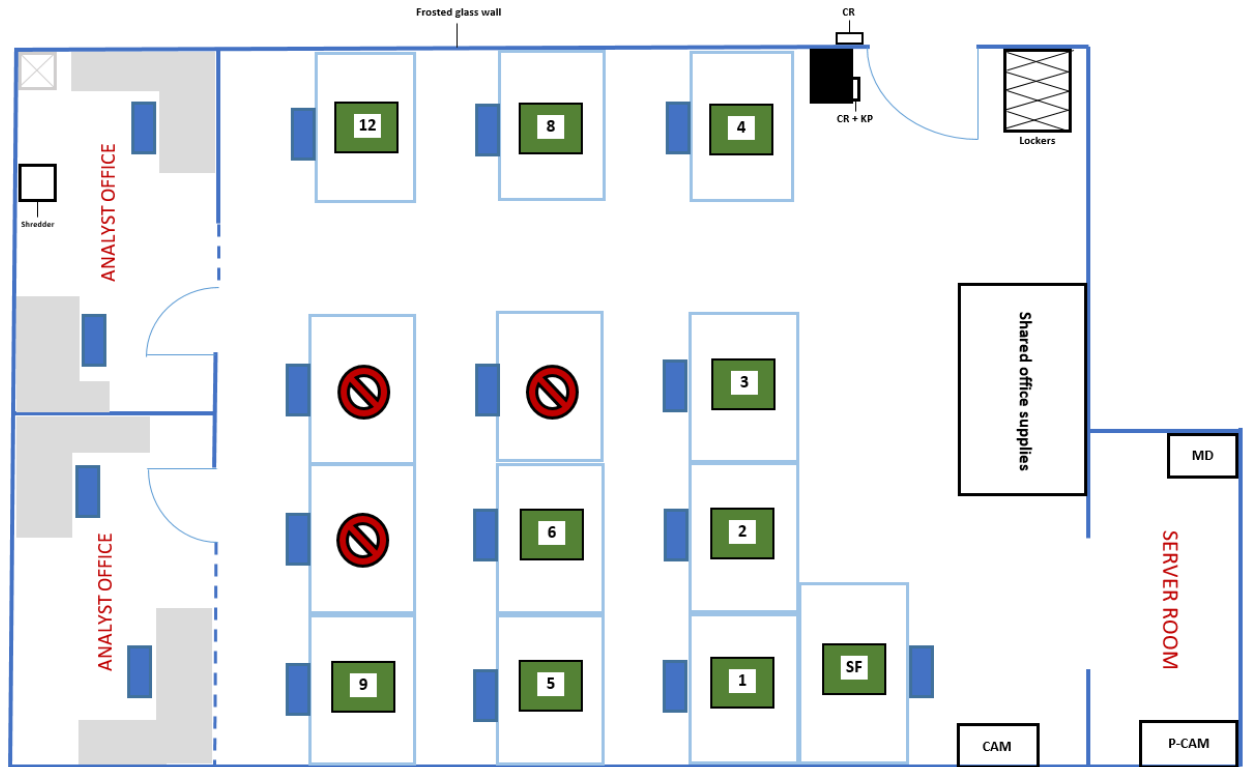 Frosted glass wall
CR
12
8
4
CR + KP
Lockers
Shredder
ANALYST OFFICE
3
Shared office supplies
6
2
MD
ANALYST OFFICE
SERVER ROOM
9
5
1
SF
CAM
P-CAM